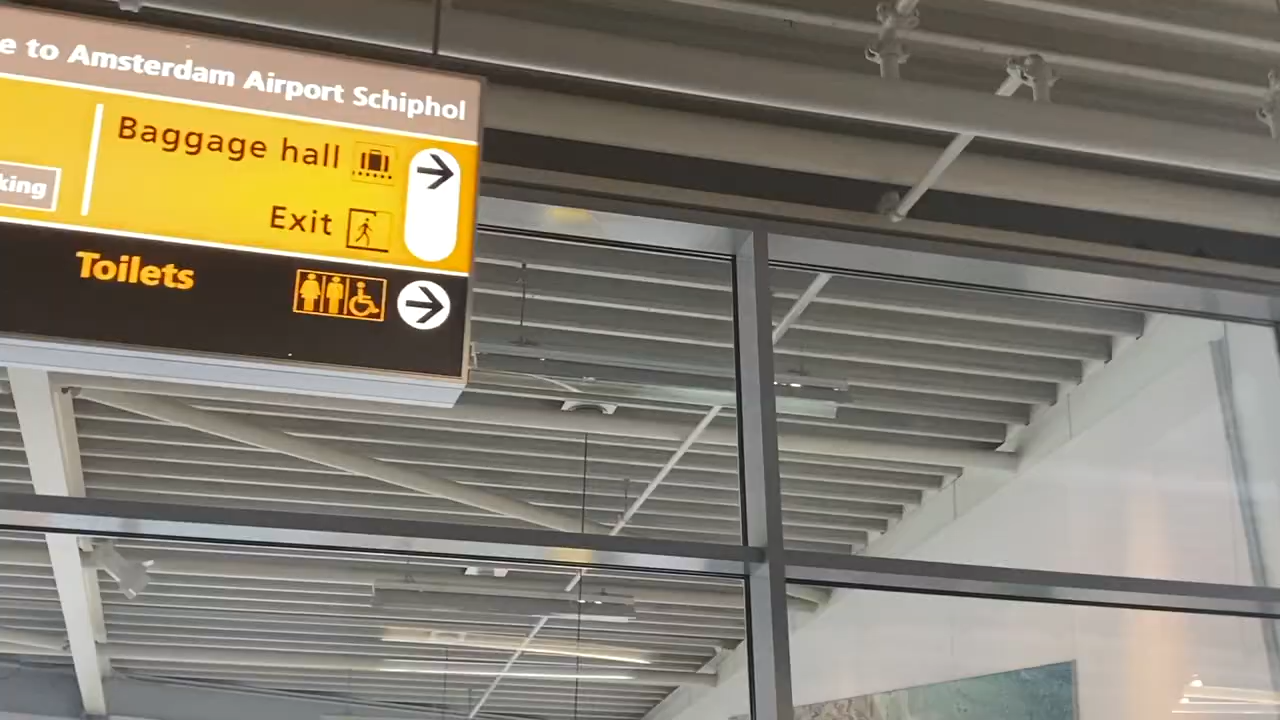 e to Amsterdam Airport Schiphol
Baggage hall
king
Exit
Toilets